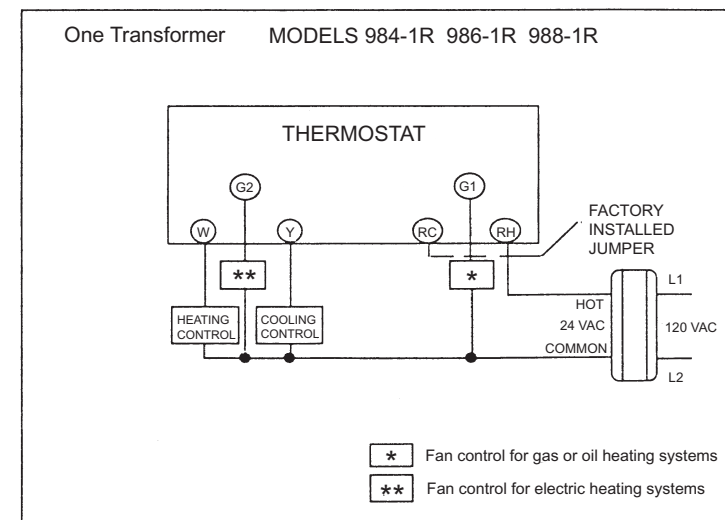 One Transformer MODELS 984-1R 986-1R 988-1R
THERMOSTAT
G2
G1
W
Y
RC
RH
FACTORY
INSTALLED
JUMPER
**
*
HEATING
CONTROL
COOLING
CONTROL
HOT
24 VAC
COMMON
L1
120 VAC
L2
* Fan control for gas or oil heating systems
** Fan control for electric heating systems